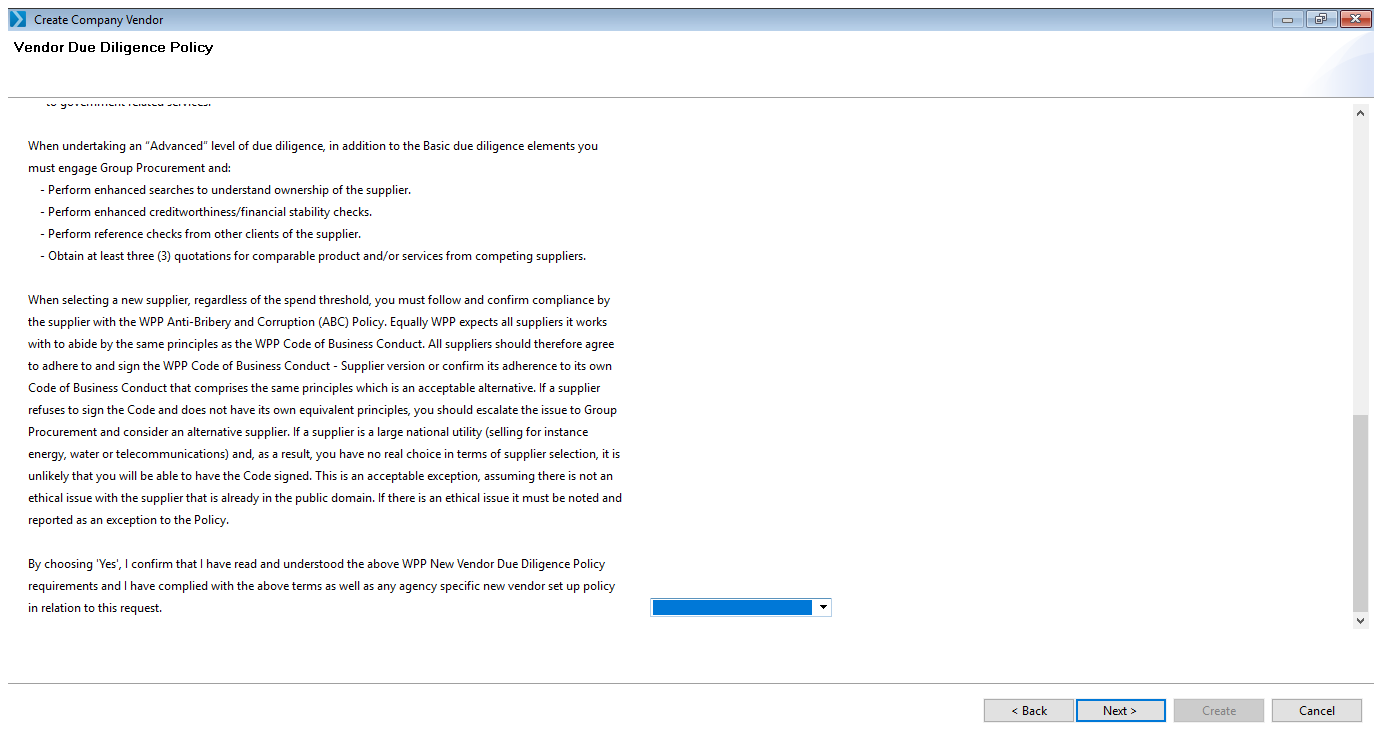 Create Company Vendor
Vendor Due Diligence Policy
to government related services.
When undertaking an “Advanced” level of due diligence, in addition to the Basic due diligence elements you
must engage Group Procurement and:
- Perform enhanced searches to understand ownership of the supplier.
- Perform enhanced creditworthiness/financial stability checks.
- Perform reference checks from other clients of the supplier.
- Obtain at least three (3) quotations for comparable product and/or services from competing suppliers.
When selecting a new supplier, regardless of the spend threshold, you must follow and confirm compliance by
the supplier with the WPP Anti-Bribery and Corruption (ABC) Policy. Equally WPP expects all suppliers it works
with to abide by the same principles as the WPP Code of Business Conduct. All suppliers should therefore agree
to adhere to and sign the WPP Code of Business Conduct - Supplier version or confirm its adherence to its own
Code of Business Conduct that comprises the same principles which is an acceptable alternative. If a supplier
refuses to sign the Code and does not have its own equivalent principles, you should escalate the issue to Group
Procurement and consider an alternative supplier. If a supplier is a large national utility (selling for instance
energy, water or telecommunications) and, as a result, you have no real choice in terms of supplier selection, it is
unlikely that you will be able to have the Code signed. This is an acceptable exception, assuming there is not an
ethical issue with the supplier that is already in the public domain. If there is an ethical issue it must be noted and
reported as an exception to the Policy.
By choosing 'Yes', I confirm that I have read and understood the above WPP New Vendor Due Diligence Policy
requirements and I have complied with the above terms as well as any agency specific new vendor set up policy
in relation to this request.
< Back
Next >
Create
Cancel